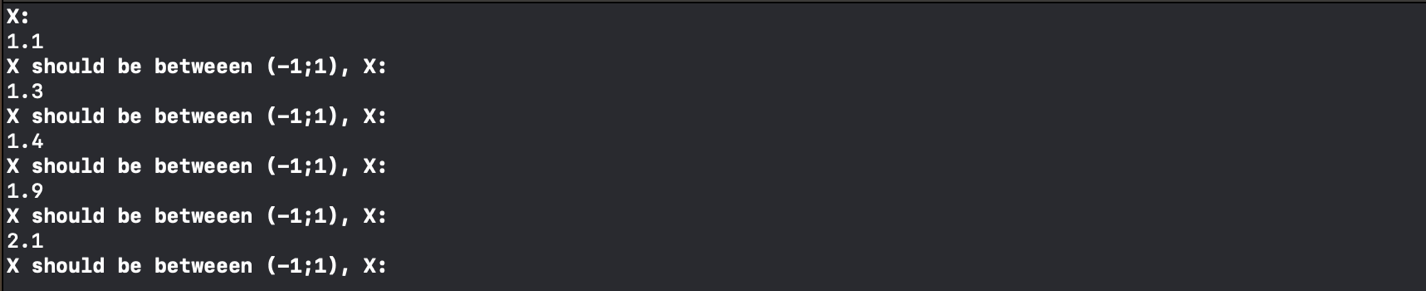 X:
1.1
X should be betweeen (-1;1), X:
1.3
X should be betweeen (-1;1), X:
1.4
X should be betweeen (-1;1), X:
1.9
X should be betweeen (-1;1), X:
2.1
X should be betweeen (-1;1), X: